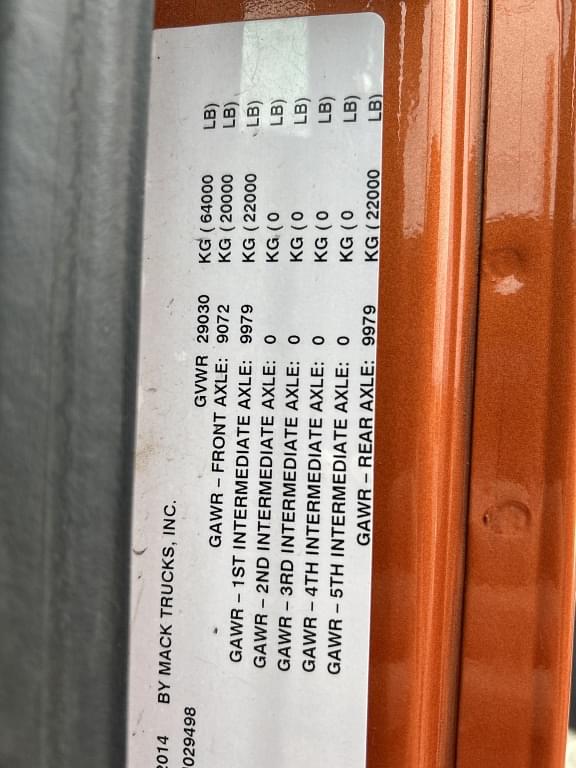 2014 BY MACK TRUCKS, INC.
029498
GVWR 29030 KG ( 64000 LB)
GAWR – FRONT AXLE: 9072 KG ( 20000 LB)
GAWR – 1ST INTERMEDIATE AXLE: 9979 KG ( 22000 LB)
GAWR – 2ND INTERMEDIATE AXLE: 0 KG ( 0 LB)
GAWR – 3RD INTERMEDIATE AXLE: 0 KG ( 0 LB)
GAWR – 4TH INTERMEDIATE AXLE: 0 KG ( 0 LB)
GAWR – 5TH INTERMEDIATE AXLE: 0 KG ( 0 LB)
GAWR – REAR AXLE: 9979 KG ( 22000 LB)